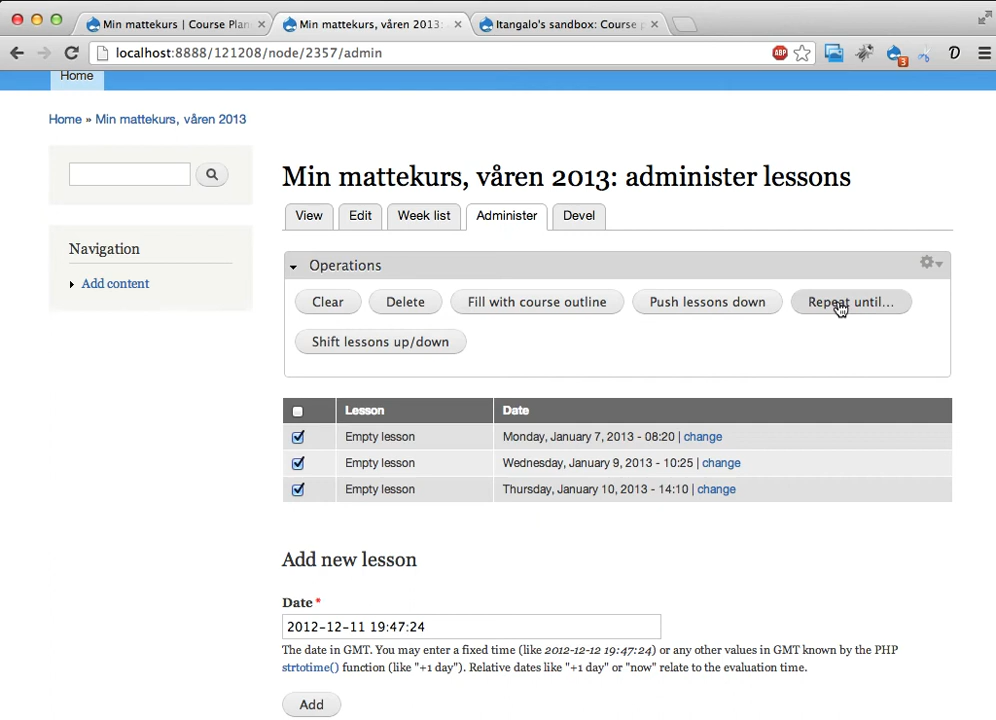 Min mattekurs | Course Plan
Min mattekurs, våren 2013:
Itangalo's sandbox: Course p
localhost:8888/121208/node/2357/admin
ABP
3
D
Home
Home » Min mattekurs, våren 2013
Navigation
Add content
Min mattekurs, våren 2013: administer lessons
View
Edit
Week list
Administer
Devel
Operations
Clear
Delete
Fill with course outline
Push lessons down
Repeat until...
Shift lessons up/down
Lesson
Date
Empty lesson
Monday, January 7, 2013 - 08:20 | change
Empty lesson
Wednesday, January 9, 2013 - 10:25 | change
Empty lesson
Thursday, January 10, 2013 - 14:10 | change
Add new lesson
Date *
2012-12-11 19:47:24
The date in GMT. You may enter a fixed time (like 2012-12-12 19:47:24) or any other values in GMT known by the PHP
strtotime() function (like "+1 day"). Relative dates like "+1 day" or "now" relate to the evaluation time.
Add